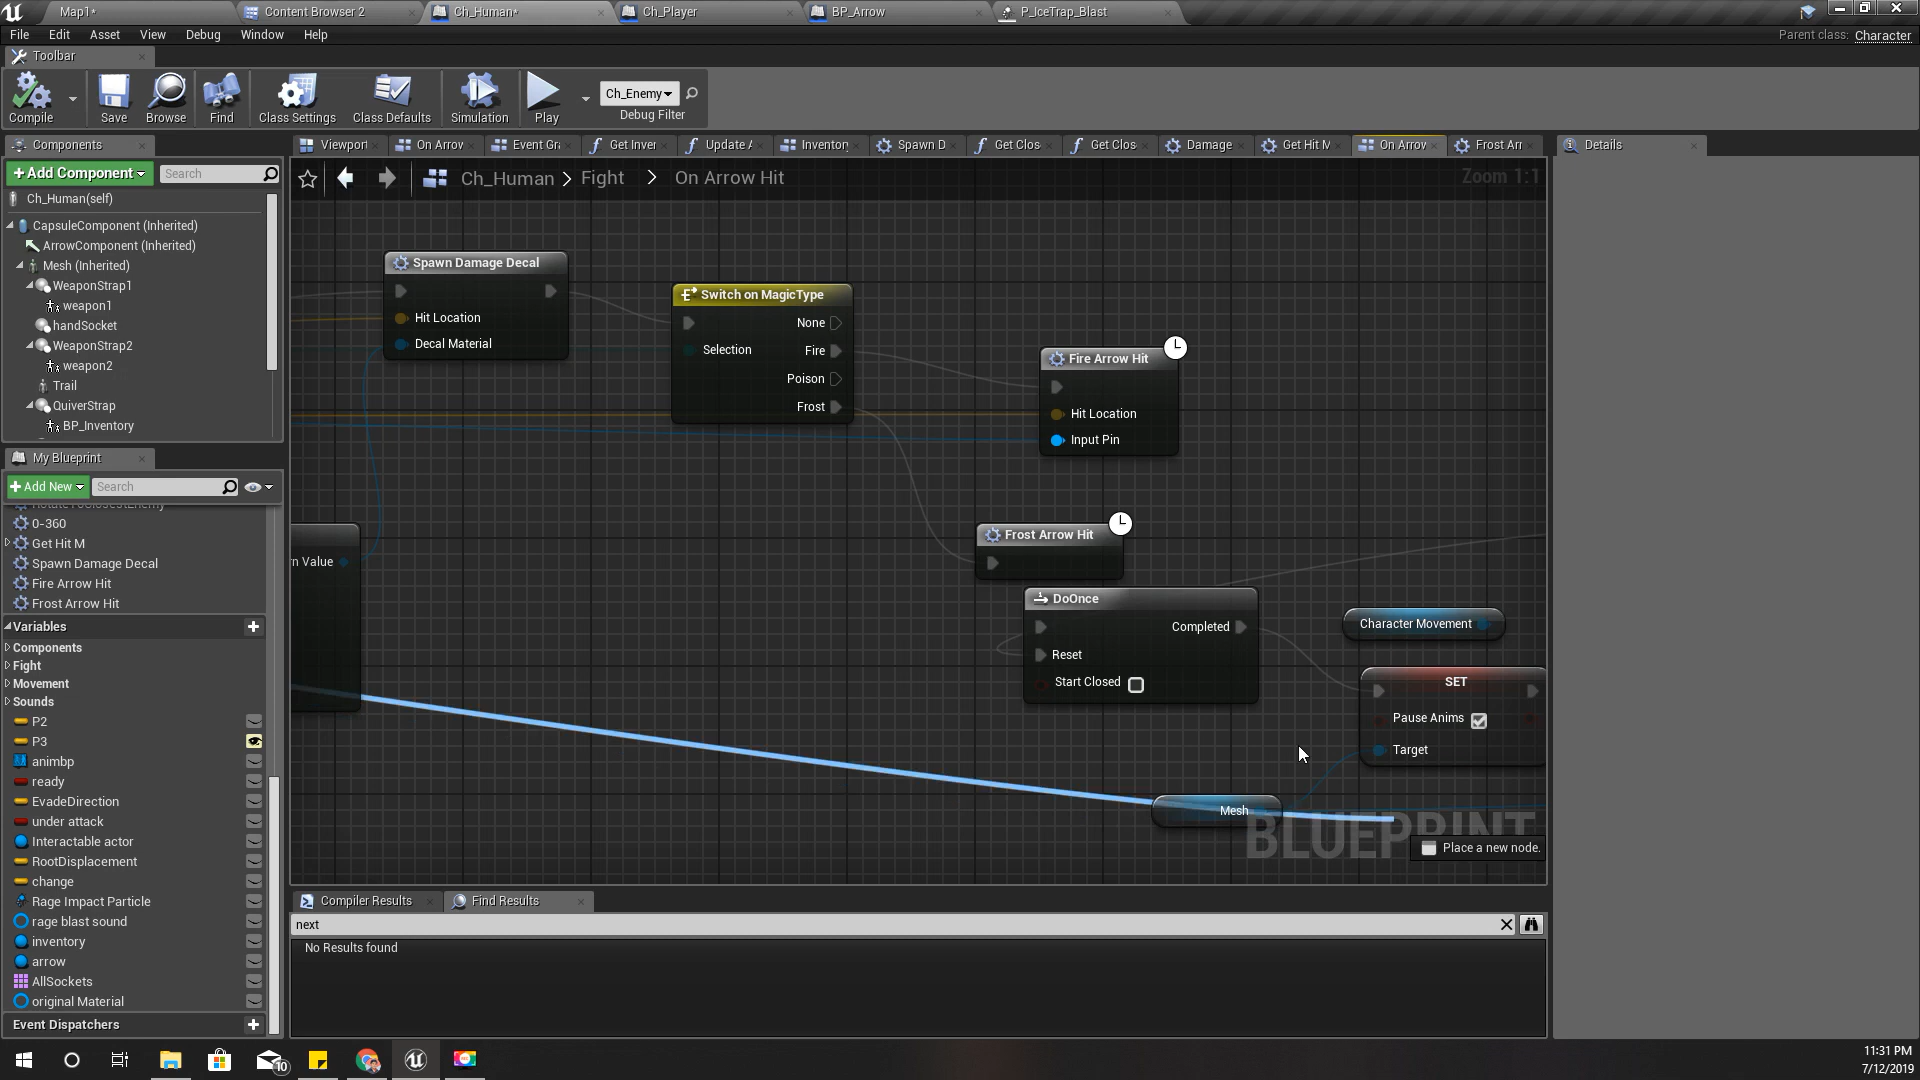 Map1*
Content Browser 2
Ch_Human*
Ch_Player
BP_Arrow
P_IceTrap_Blast
File Edit Asset View Debug Window Help
Parent class: Character
Toolbar
Compile
Save
Browse
Find
Class Settings
Class Defaults
Simulation
Play
Ch_Enemy
Debug Filter
Components
+Add Component
Search
Ch_Human(self)
CapsuleComponent (Inherited)
ArrowComponent (Inherited)
Mesh (Inherited)
WeaponStrap1
weapon1
handSocket
WeaponStrap2
weapon2
Trail
QuiverStrap
BP_Inventory
My Blueprint
+Add New
Search
0-360
Get Hit M
Spawn Damage Decal
Fire Arrow Hit
Frost Arrow Hit
Variables
Components
Fight
Movement
Sounds
P2
P3
animbp
ready
EvadeDirection
under attack
Interactable actor
RootDisplacement
change
Rage Impact Particle
rage blast sound
inventory
arrow
AllSockets
original Material
Event Dispatchers
Viewport
On Arrov
Event Gra
Get Inver
Update A
Inventory
Spawn D
Get Clos
Get Clos
Damage
Get Hit M
On Arrov
Frost Arr
Details
Ch_Human > Fight > On Arrow Hit
Zoom 1:1
Spawn Damage Decal
Hit Location
Decal Material
Switch on MagicType
None
Selection
Fire
Poison
Frost
Fire Arrow Hit
Hit Location
Input Pin
Frost Arrow Hit
rn Value
DoOnce
Completed
Reset
Start Closed
Character Movement
SET
Pause Anims
Target
Mesh
BLUEPRINT
Place a new node.
Compiler Results
Find Results
next
No Results found
10
11:31 PM
7/12/2019